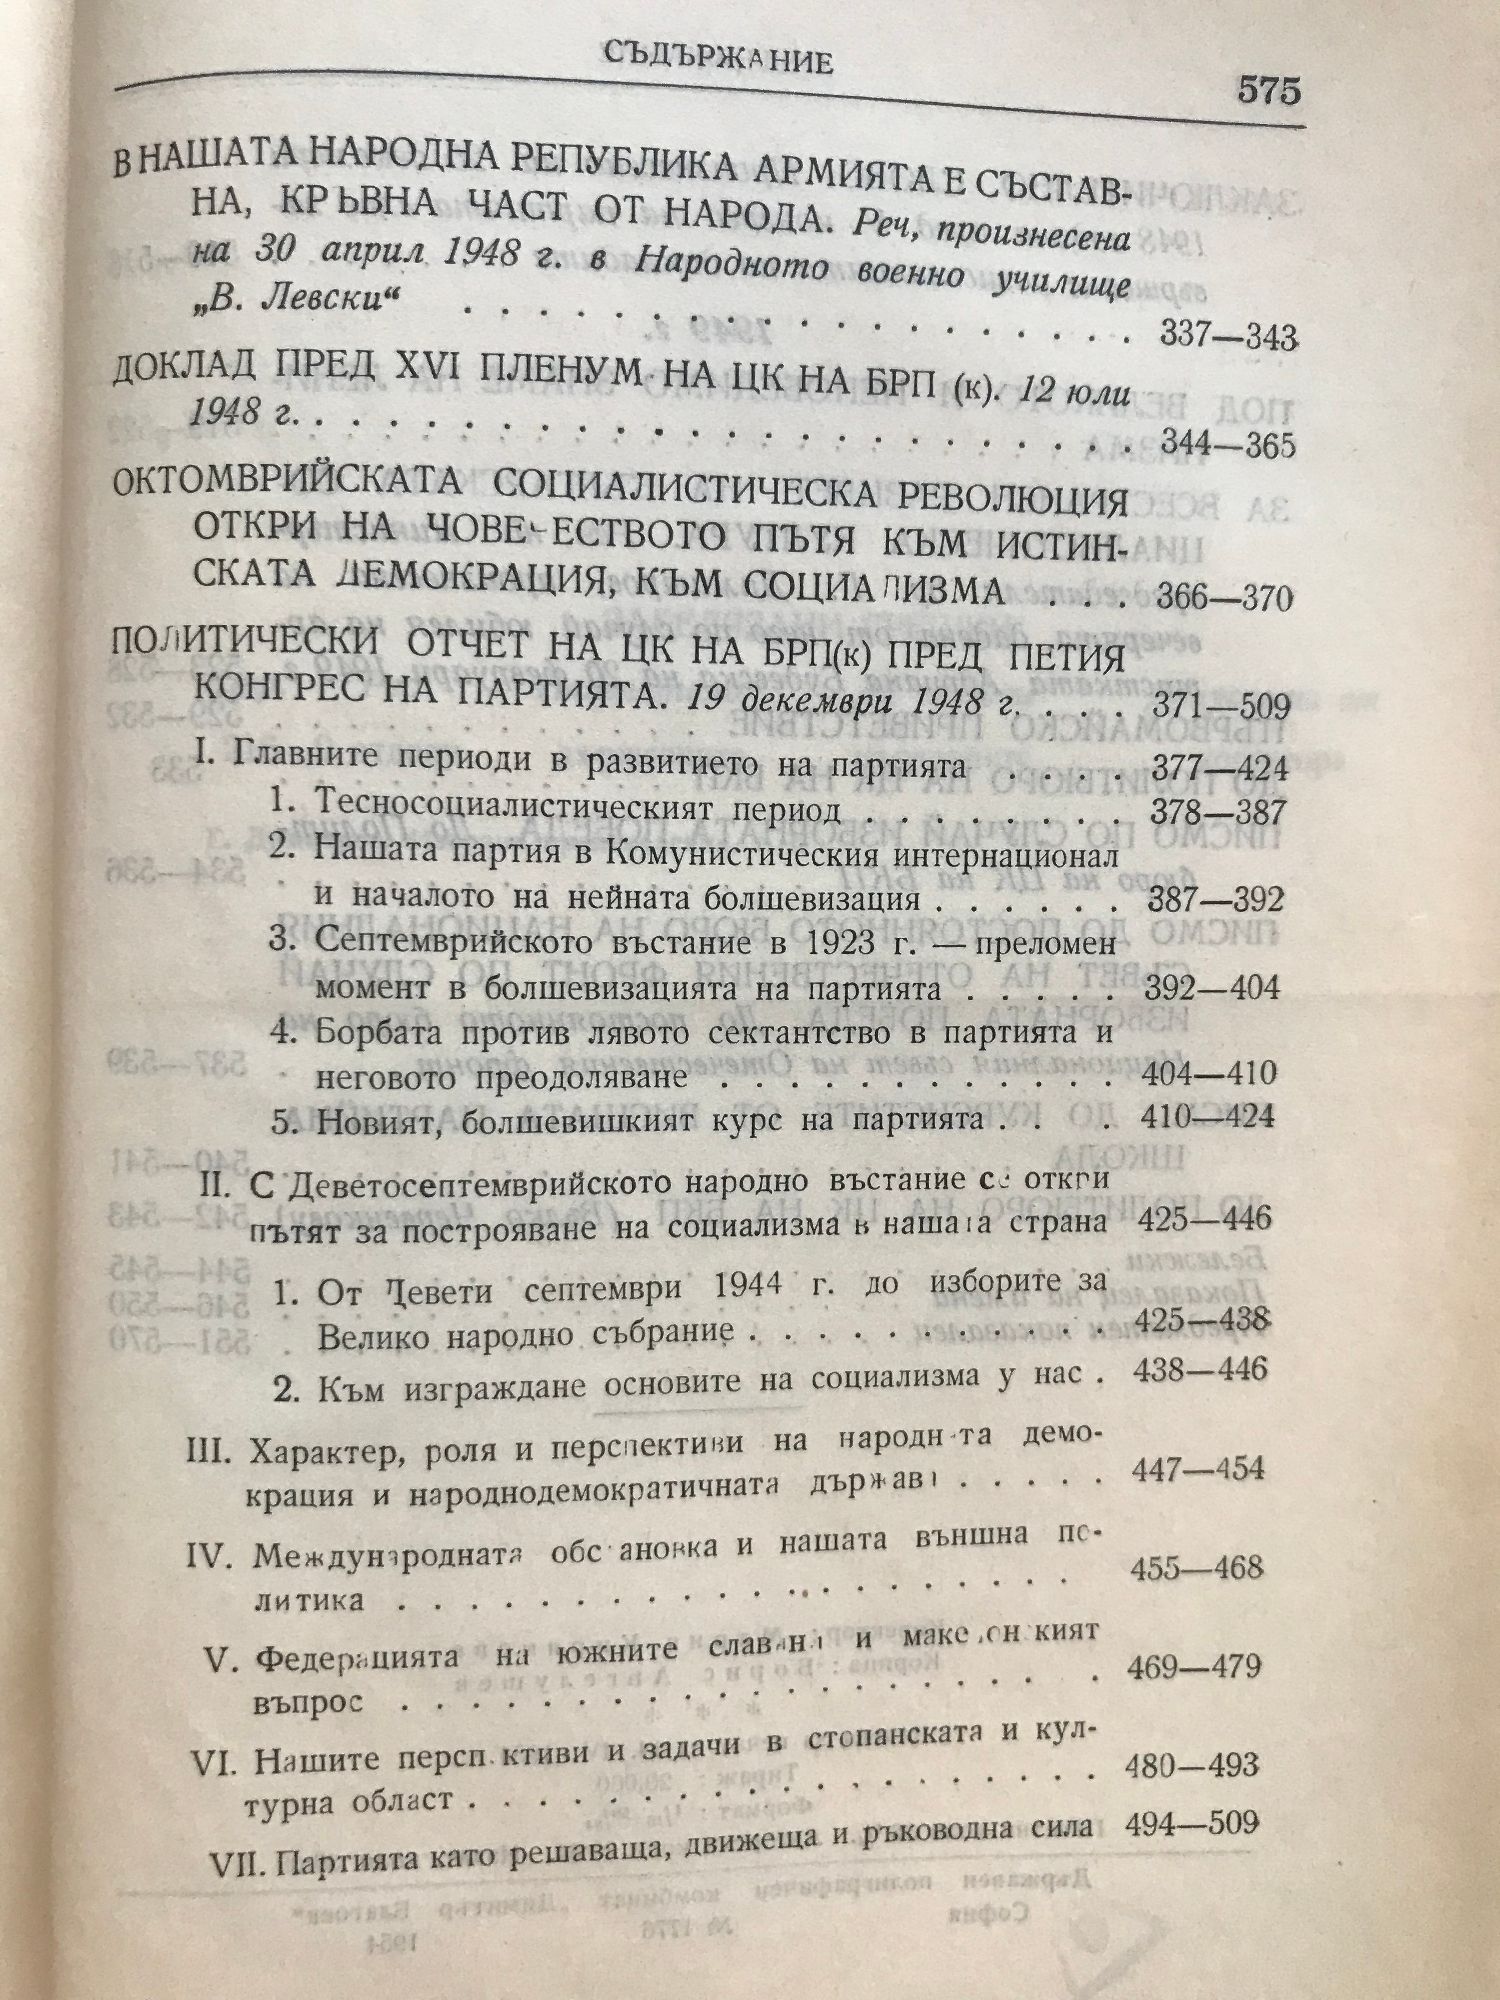 СЪДЪРЖАНИЕ
575
В НАШАТА НАРОДНА РЕПУБЛИКА АРМИЯТА Е СЪСТАВ-
НА, КРЪВНА ЧАСТ ОТ НАРОДА. Реч, произнесена
на 30 април 1948 г. в Народното военно училище
„В. Левски“ . . . . . . . . . . . . . . . . . . 337—343
ДОКЛАД ПРЕД XVI ПЛЕНУМ НА ЦК НА БРП (к). 12 юли
1948 г. . . . . . . . . . . . . . . . . . . . . . . 344—365
ОКТОМВРИЙСКАТА СОЦИАЛИСТИЧЕСКА РЕВОЛЮЦИЯ
ОТКРИ НА ЧОВЕЧЕСТВОТО ПЪТЯ КЪМ ИСТИН-
СКАТА ДЕМОКРАЦИЯ, КЪМ СОЦИАЛИЗМА . . . 366—370
ПОЛИТИЧЕСКИ ОТЧЕТ НА ЦК НА БРП(к) ПРЕД ПЕТИЯ
КОНГРЕС НА ПАРТИЯТА. 19 декември 1948 г. . . . 371—509
I. Главните периоди в развитието на партията . . . . 377—424
1. Тесносоциалистическият период . . . . . . . . 378—387
2. Нашата партия в Комунистическия интернационал
и началото на нейната болшевизация . . . . . . 387—392
3. Септемврийското въстание в 1923 г. — преломен
момент в болшевизацията на партията . . . . . 392—404
4. Борбата против лявото сектантство в партията и
неговото преодоляване . . . . . . . . . . . . 404—410
5. Новият, болшевишкият курс на партията . . . 410—424
II. С Деветосептемврийското народно въстание се откри
пътят за построяване на социализма в нашата страна 425—446
1. От Девети септември 1944 г. до изборите за
Велико народно събрание . . . . . . . . . . . 425—438
2. Към изграждане основите на социализма у нас . 438—446
III. Характер, роля и перспективи на народната демо-
крация и народнодемократичната държава . . . . . 447—454
IV. Международната обстановка и нашата външна по-
литика . . . . . . . . . . . . . . . . . . 455—468
V. Федерацията на южните славяни и македонският
въпрос . . . . . . . . . . . . . . . . . . 469—479
VI. Нашите перспективи и задачи в стопанската и кул-
турна област . . . . . . . . . . . . . . . . . 480—493
VII. Партията като решаваща, движеща и ръководна сила 494—509